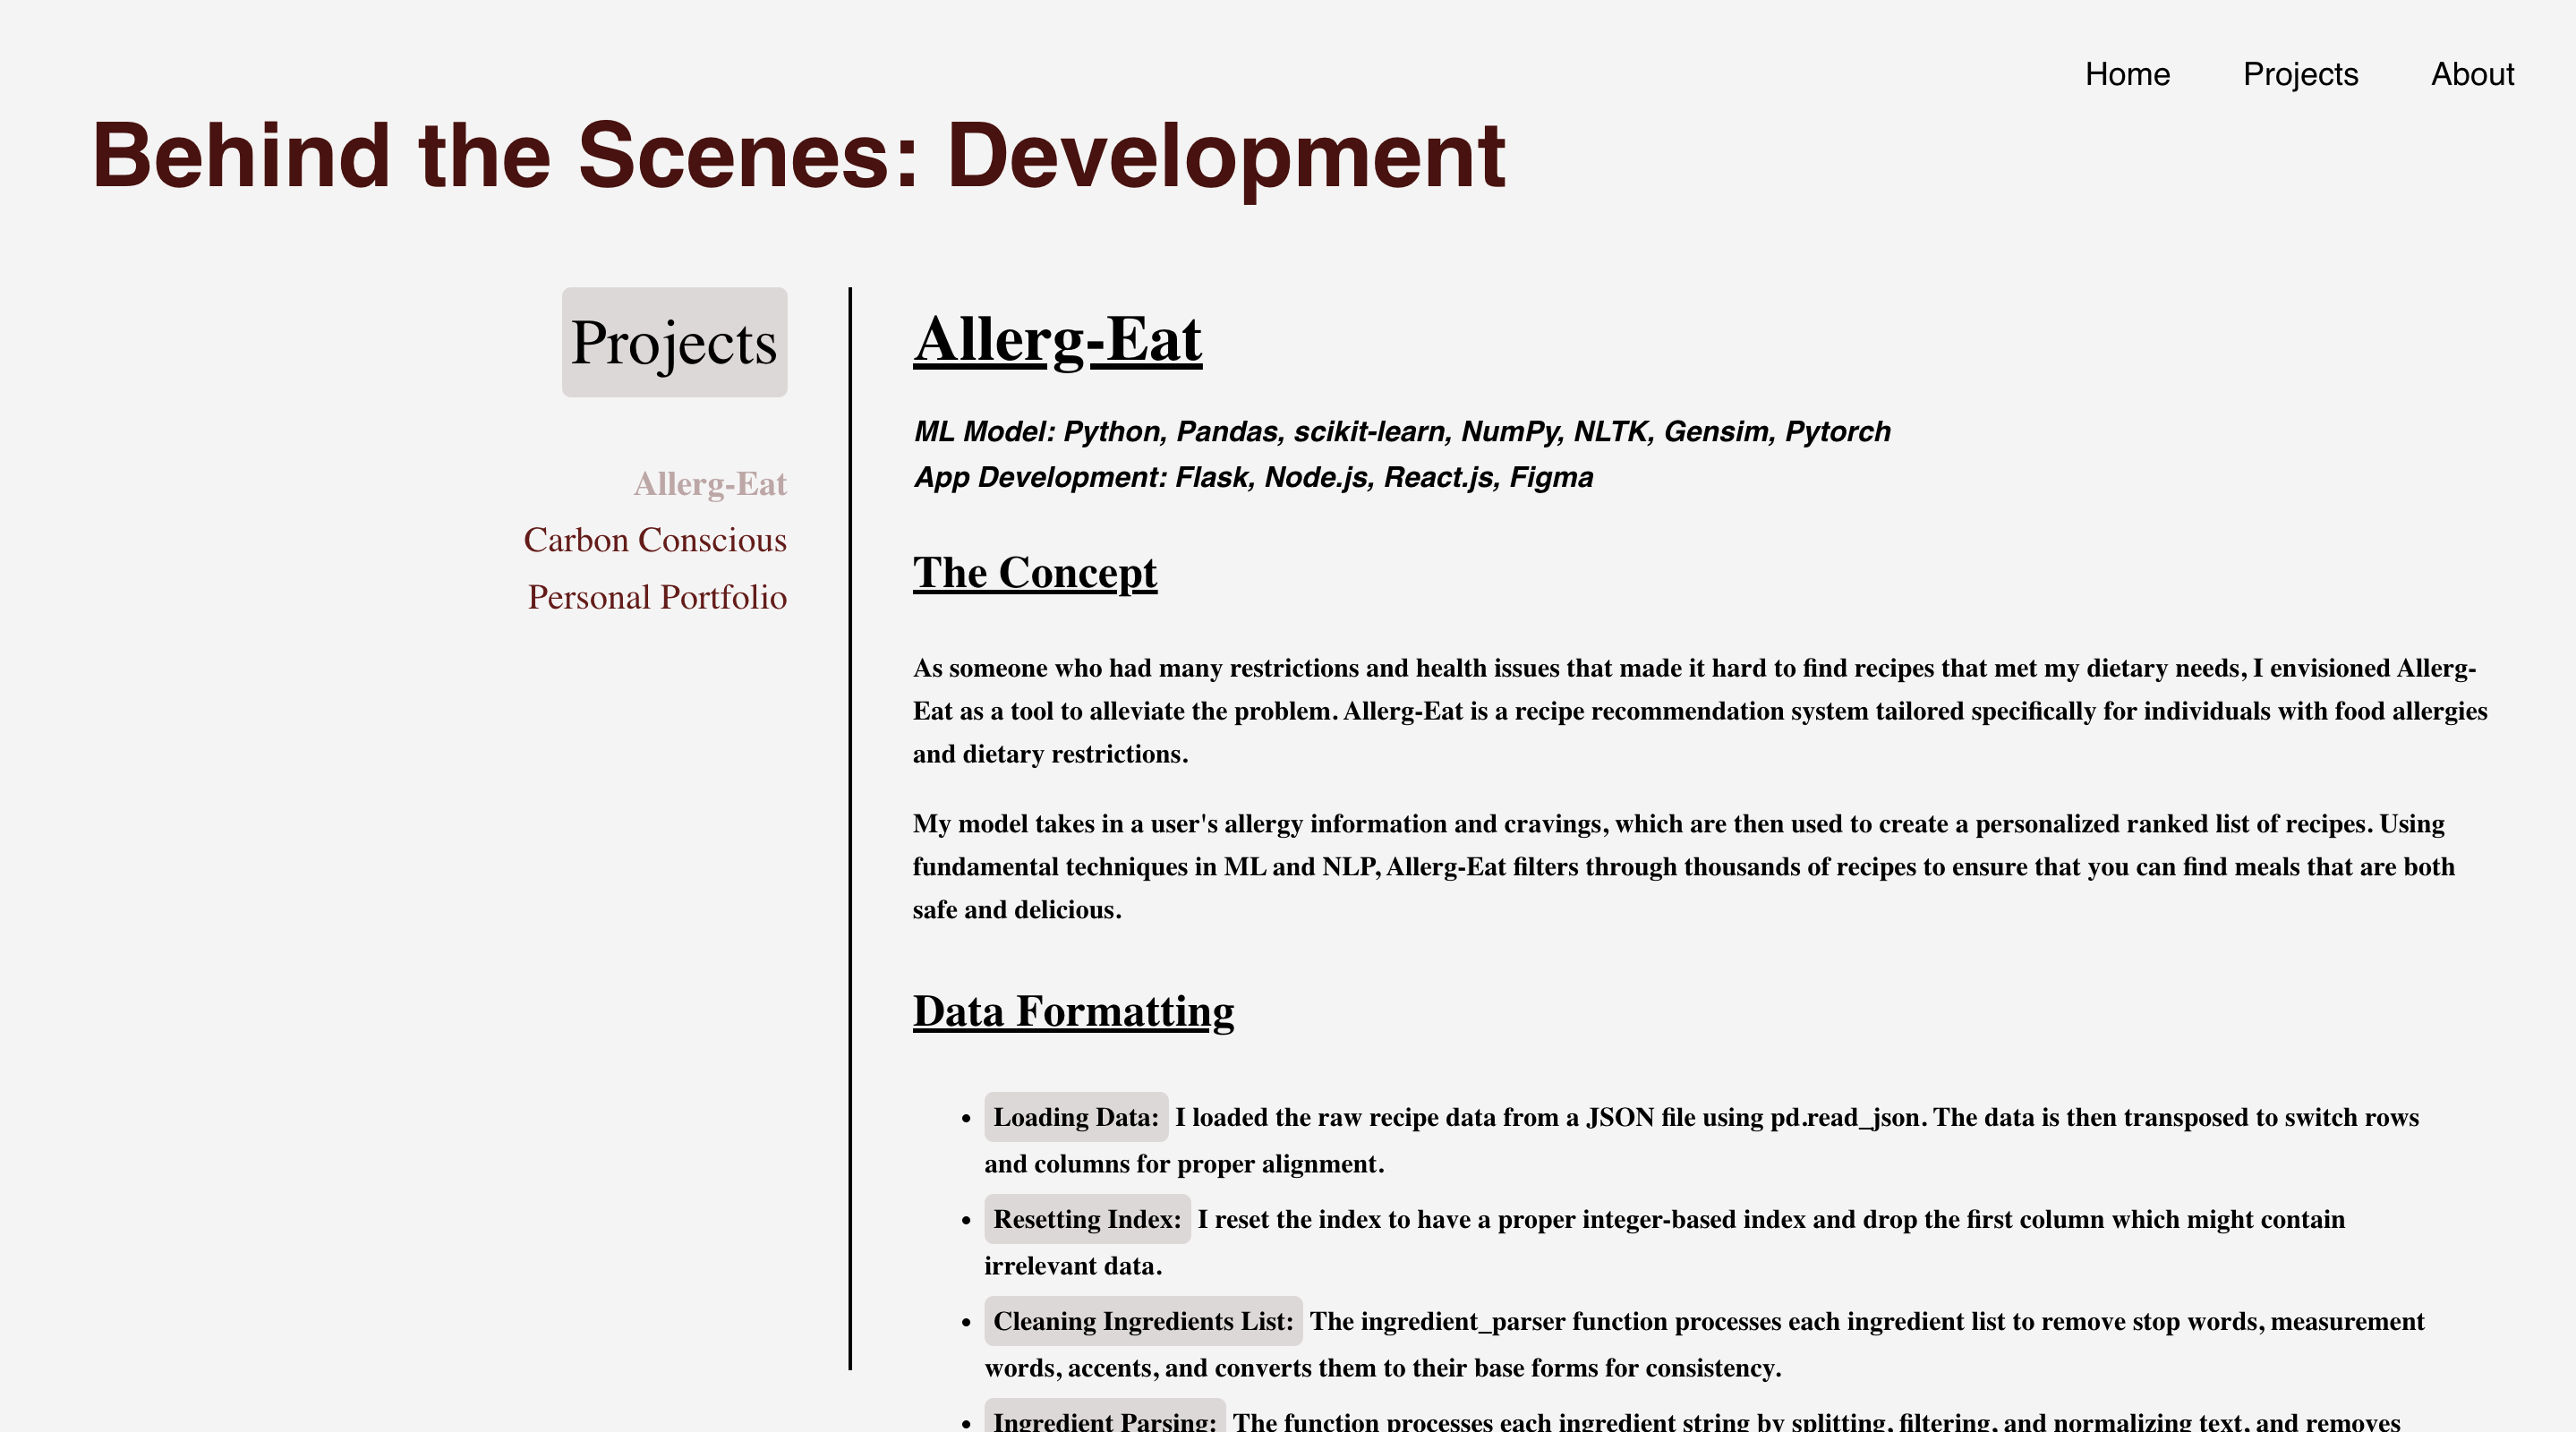 Home Projects About
Behind the Scenes: Development
Projects
Allerg-Eat
Carbon Conscious
Personal Portfolio
Allerg-Eat
ML Model: Python, Pandas, scikit-learn, NumPy, NLTK, Gensim, Pytorch
App Development: Flask, Node.js, React.js, Figma
The Concept
As someone who had many restrictions and health issues that made it hard to find recipes that met my dietary needs, I envisioned Allerg-
Eat as a tool to alleviate the problem. Allerg-Eat is a recipe recommendation system tailored specifically for individuals with food allergies
and dietary restrictions.
My model takes in a user's allergy information and cravings, which are then used to create a personalized ranked list of recipes. Using
fundamental techniques in ML and NLP, Allerg-Eat filters through thousands of recipes to ensure that you can find meals that are both
safe and delicious.
Data Formatting
• Loading Data: I loaded the raw recipe data from a JSON file using pd.read_json. The data is then transposed to switch rows
and columns for proper alignment.
• Resetting Index: I reset the index to have a proper integer-based index and drop the first column which might contain
irrelevant data.
• Cleaning Ingredients List: The ingredient_parser function processes each ingredient list to remove stop words, measurement
words, accents, and converts them to their base forms for consistency.
• Ingredient Parsing: The function processes each ingredient string by splitting, filtering, and normalizing text, and removes